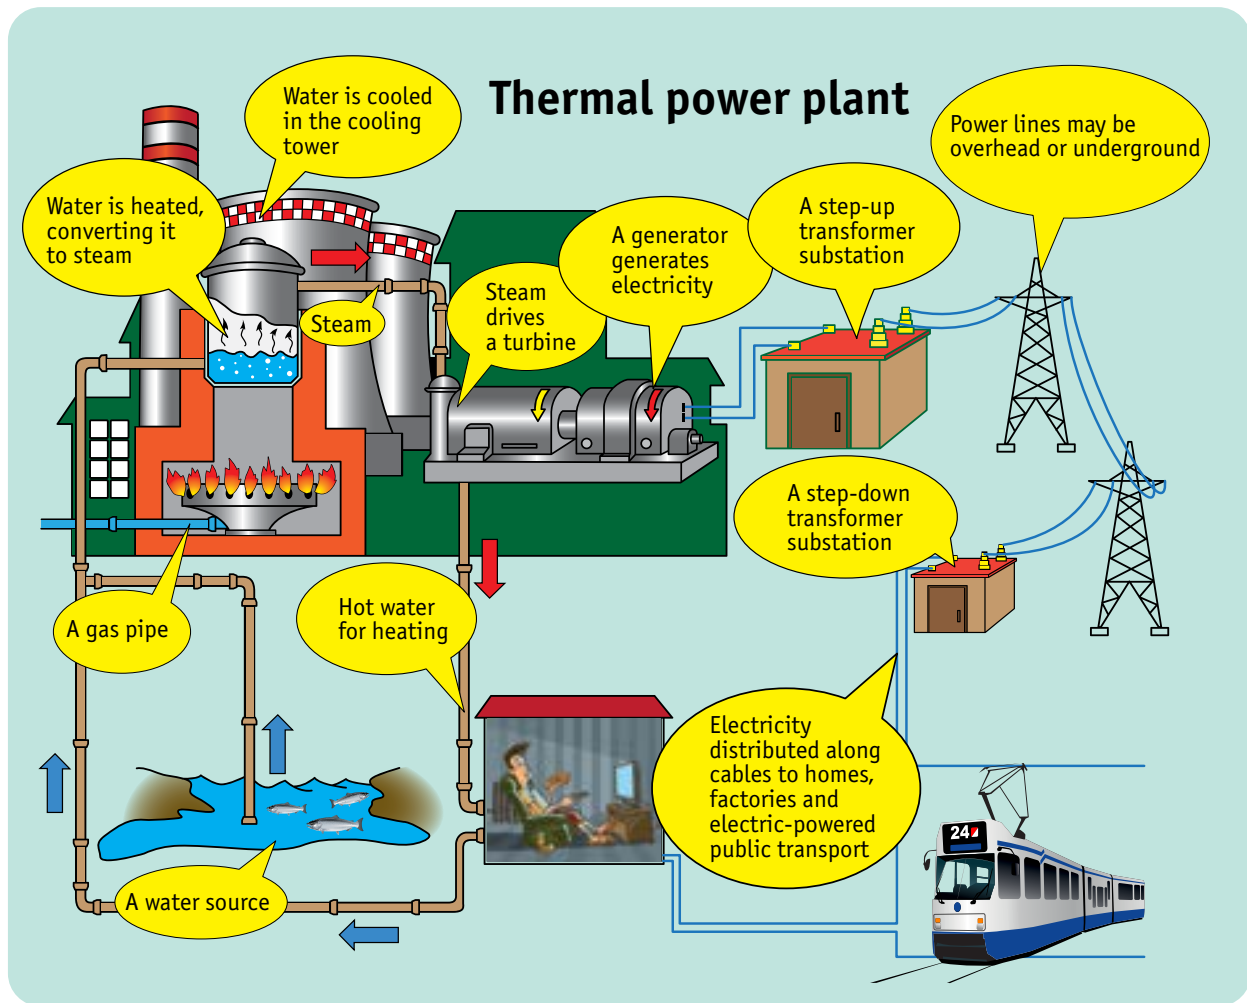 Thermal power plant
Water is cooled
in the cooling
tower
Power lines may be
overhead or underground
Water is heated,
converting it
to steam
A step-up
transformer
substation
A generator
generates
electricity
Steam
drives
a turbine
Steam
A step-down
transformer
substation
A gas pipe
Hot water
for heating
Electricity
distributed along
cables to homes,
factories and
electric-powered
public transport
24
A water source